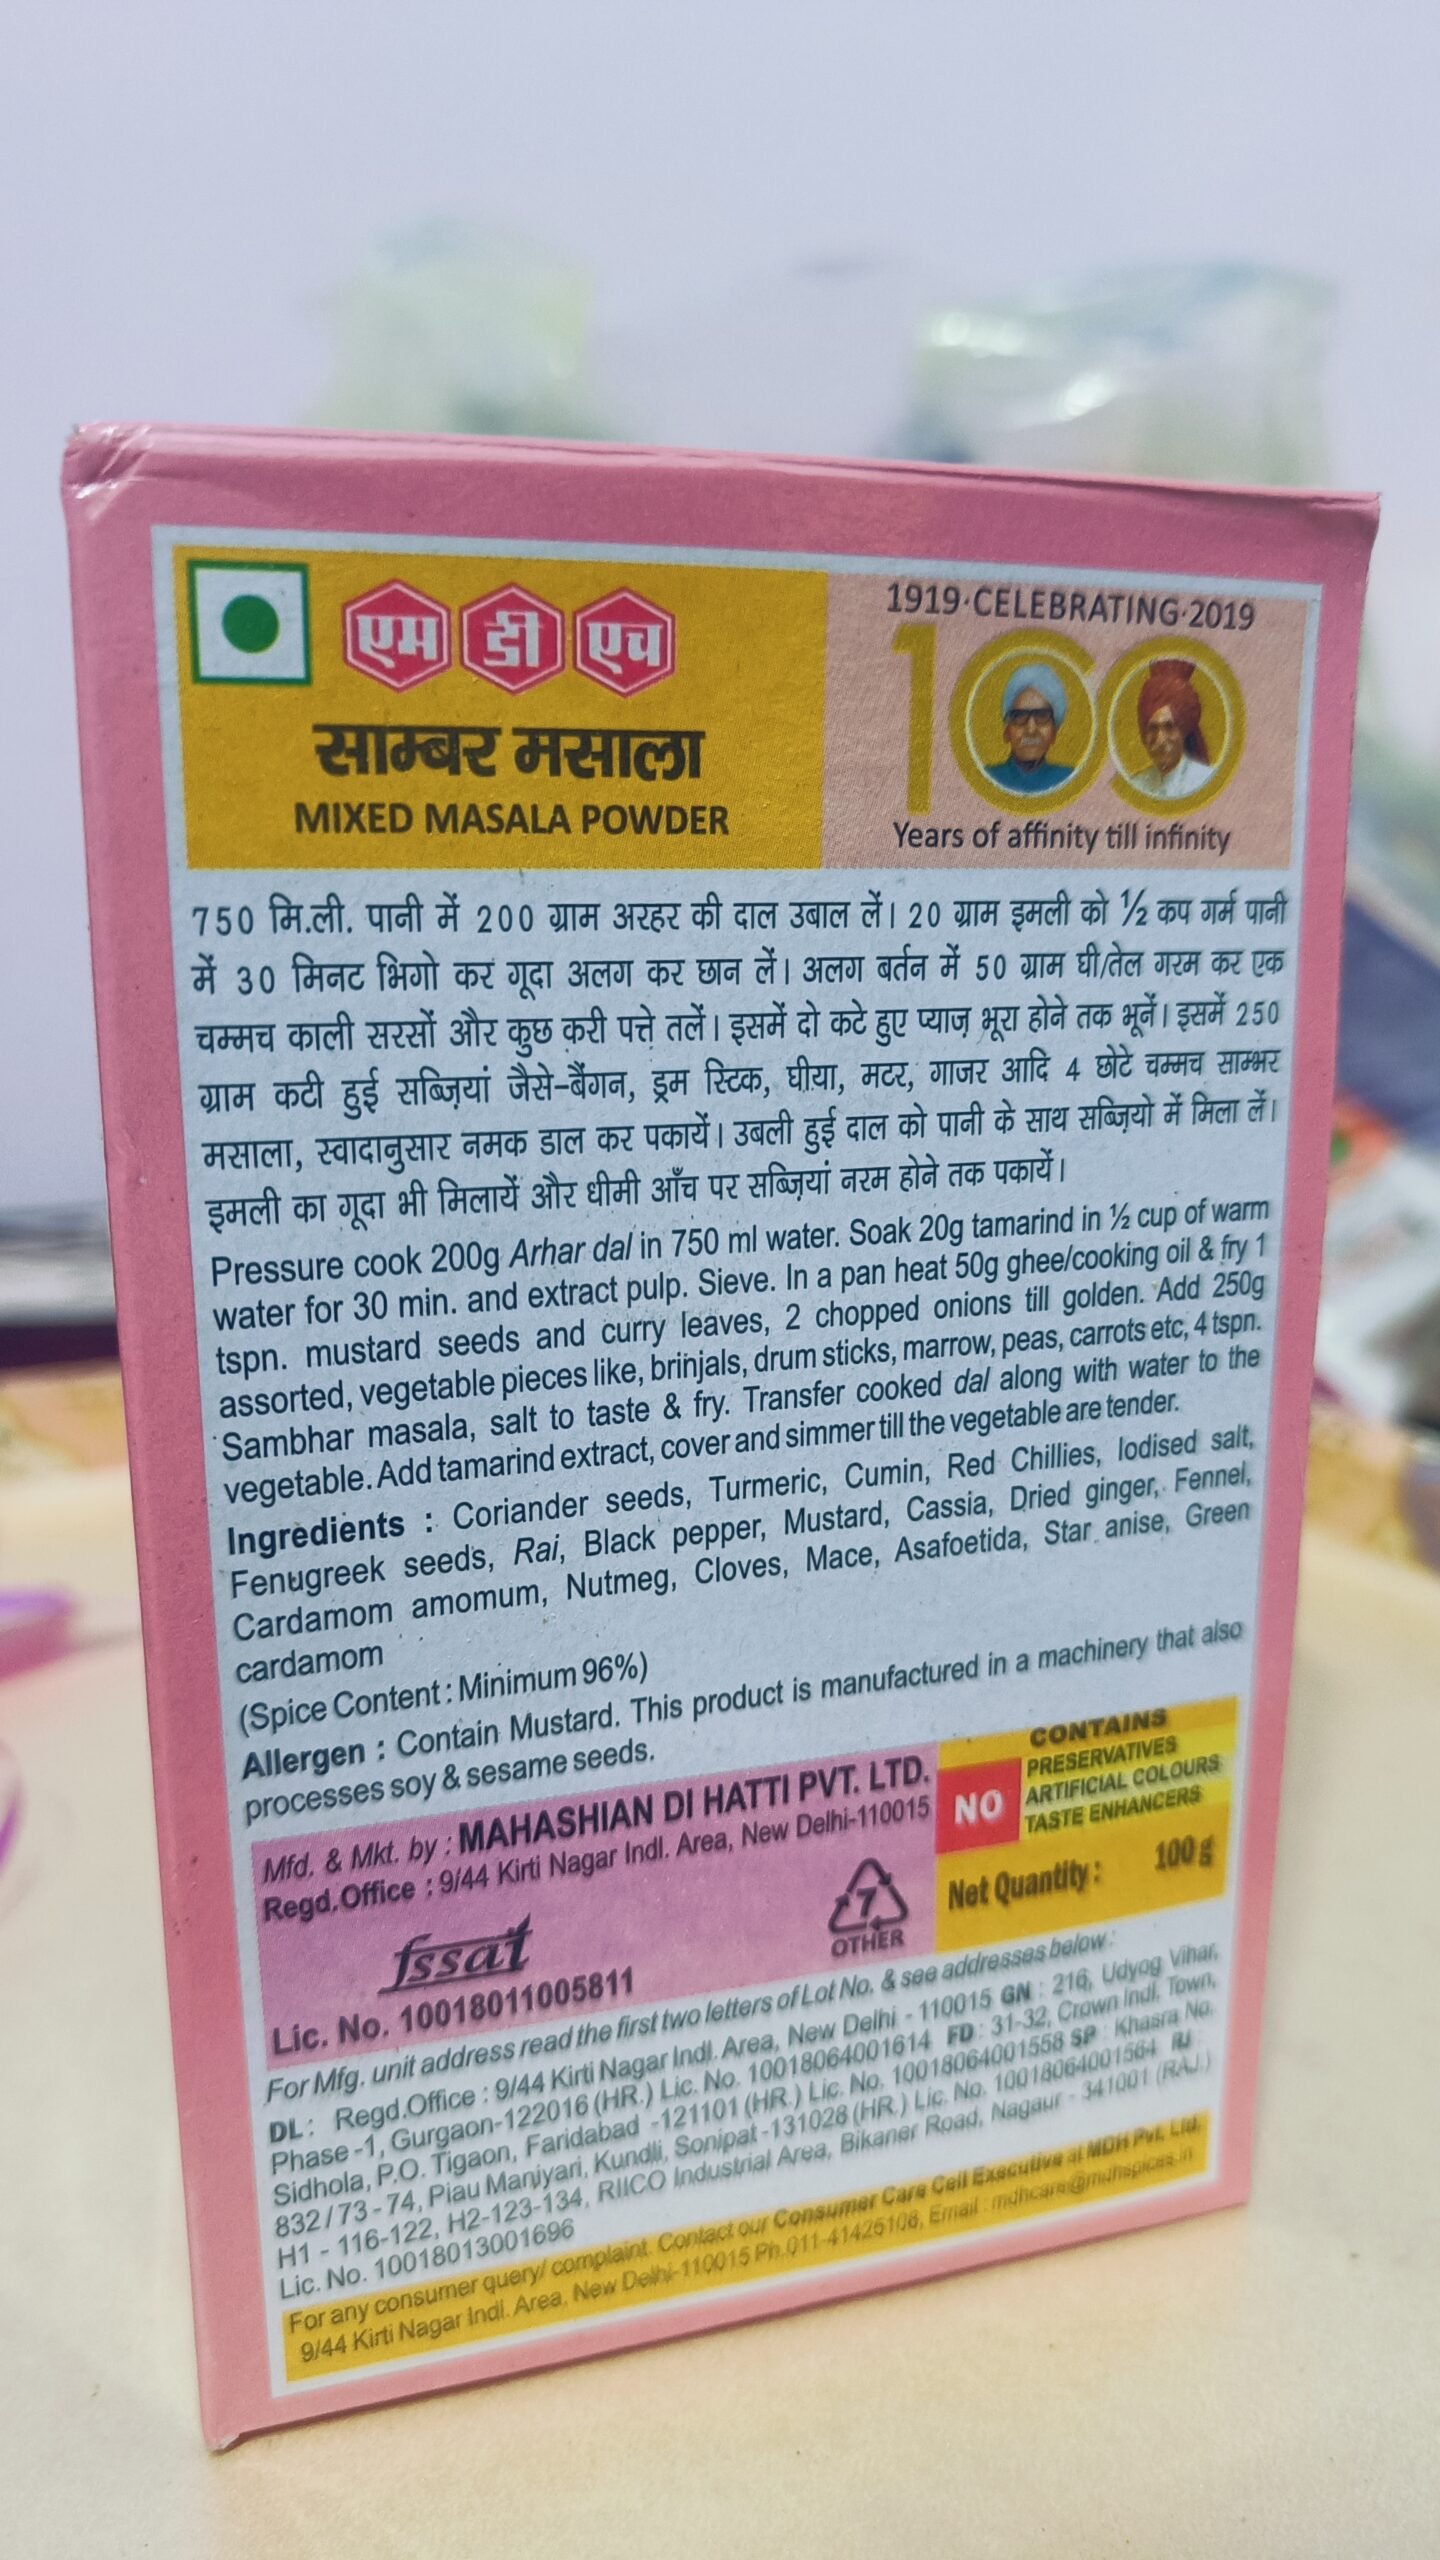 एम डी एच
साम्बर मसाला
MIXED MASALA POWDER
1919·CELEBRATING·2019
100
Years of affinity till infinity
750 मि.ली. पानी में 200 ग्राम अरहर की दाल उबाल लें। 20 ग्राम इमली को ½ कप गर्म पानी
में 30 मिनट भिगो कर गूदा अलग कर छान लें। अलग बर्तन में 50 ग्राम घी/तेल गरम कर एक
चम्मच काली सरसों और कुछ करी पत्ते तलें। इसमें दो कटे हुए प्याज़ भूरा होने तक भूनें। इसमें 250
ग्राम कटी हुई सब्ज़ियां जैसे-बैंगन, ड्रम स्टिक, घीया, मटर, गाजर आदि 4 छोटे चम्मच साम्भर
मसाला, स्वादानुसार नमक डाल कर पकायें। उबली हुई दाल को पानी के साथ सब्ज़ियो में मिला लें।
इमली का गूदा भी मिलायें और धीमी आँच पर सब्ज़ियां नरम होने तक पकायें।
Pressure cook 200g Arhar dal in 750 ml water. Soak 20g tamarind in ½ cup of warm
water for 30 min. and extract pulp. Sieve. In a pan heat 50g ghee/cooking oil & fry 1
tspn. mustard seeds and curry leaves, 2 chopped onions till golden. Add 250g
assorted, vegetable pieces like, brinjals, drum sticks, marrow, peas, carrots etc, 4 tspn.
Sambhar masala, salt to taste & fry. Transfer cooked dal along with water to the
vegetable. Add tamarind extract, cover and simmer till the vegetable are tender.
Ingredients : Coriander seeds, Turmeric, Cumin, Red Chillies, Iodised salt,
Fenugreek seeds, Rai, Black pepper, Mustard, Cassia, Dried ginger, Fennel,
Cardamom amomum, Nutmeg, Cloves, Mace, Asafoetida, Star anise, Green
cardamom
(Spice Content : Minimum 96%)
Allergen : Contain Mustard. This product is manufactured in a machinery that also
processes soy & sesame seeds.
Mfd. & Mkt. by : MAHASHIAN DI HATTI PVT. LTD.
Regd.Office : 9/44 Kirti Nagar Indl. Area, New Delhi-110015
fssai
Lic. No. 10018011005811
7
OTHER
CONTAINS
NO
PRESERVATIVES
ARTIFICIAL COLOURS
TASTE ENHANCERS
Net Quantity : 100 g
For Mfg. unit address read the first two letters of Lot No. & see addresses below :
DL : Regd.Office : 9/44 Kirti Nagar Indl. Area, New Delhi - 110015 GN : 216, Udyog Vihar,
Phase -1, Gurgaon-122016 (HR.) Lic. No. 10018064001614 FD : 31-32, Crown Indl. Town,
Sidhola, P.O. Tigaon, Faridabad -121101 (HR.) Lic. No. 10018064001558 SP : Khasra No.
832 / 73 - 74, Piau Maniyari, Kundli, Sonipat -131028 (HR.) Lic. No. 10018064001564 RJ :
H1 - 116-122, H2-123-134, RIICO Industrial Area, Bikaner Road, Nagaur - 341001 (RAJ.)
Lic. No. 10018013001696
For any consumer query/ complaint. Contact our Consumer Care Cell Executive at MDH Pvt. Ltd.
9/44 Kirti Nagar Indl. Area, New Delhi-110015 Ph.011-41425108, Email : mdhcare@mdhspices.in